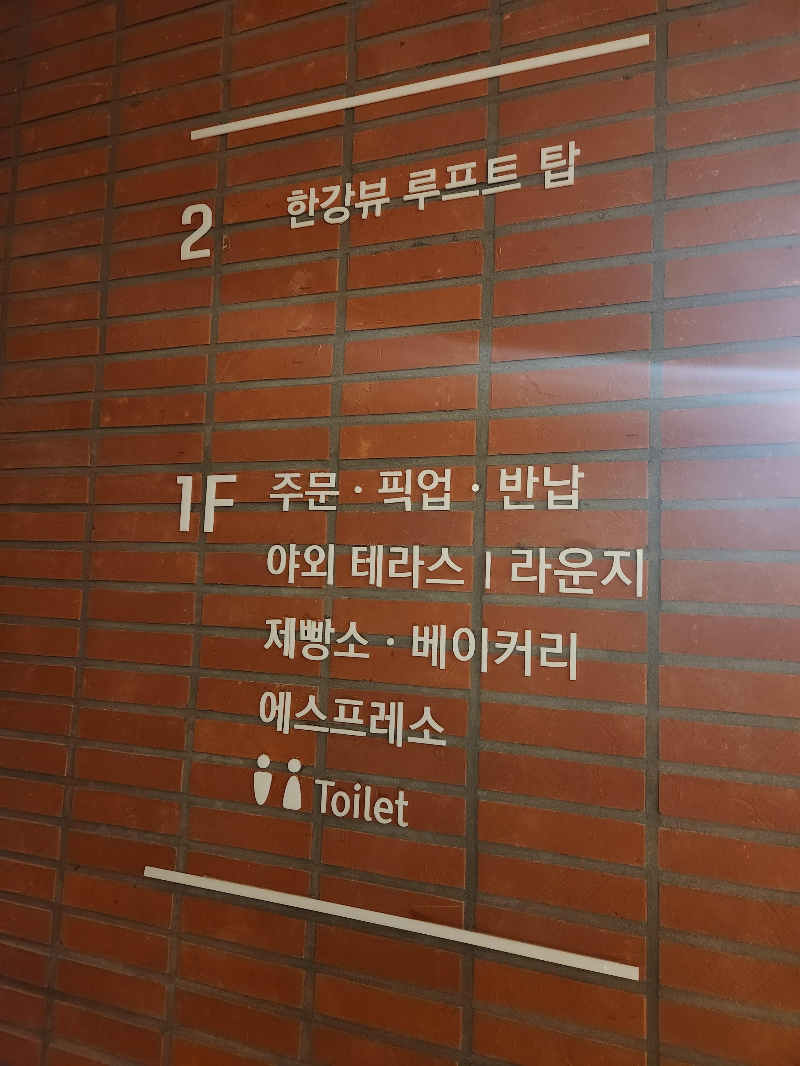 2 한강뷰 루프트 탑
1F 주문 · 픽업 · 반납
야외 테라스 | 라운지
제빵소 · 베이커리
에스프레소
Toilet